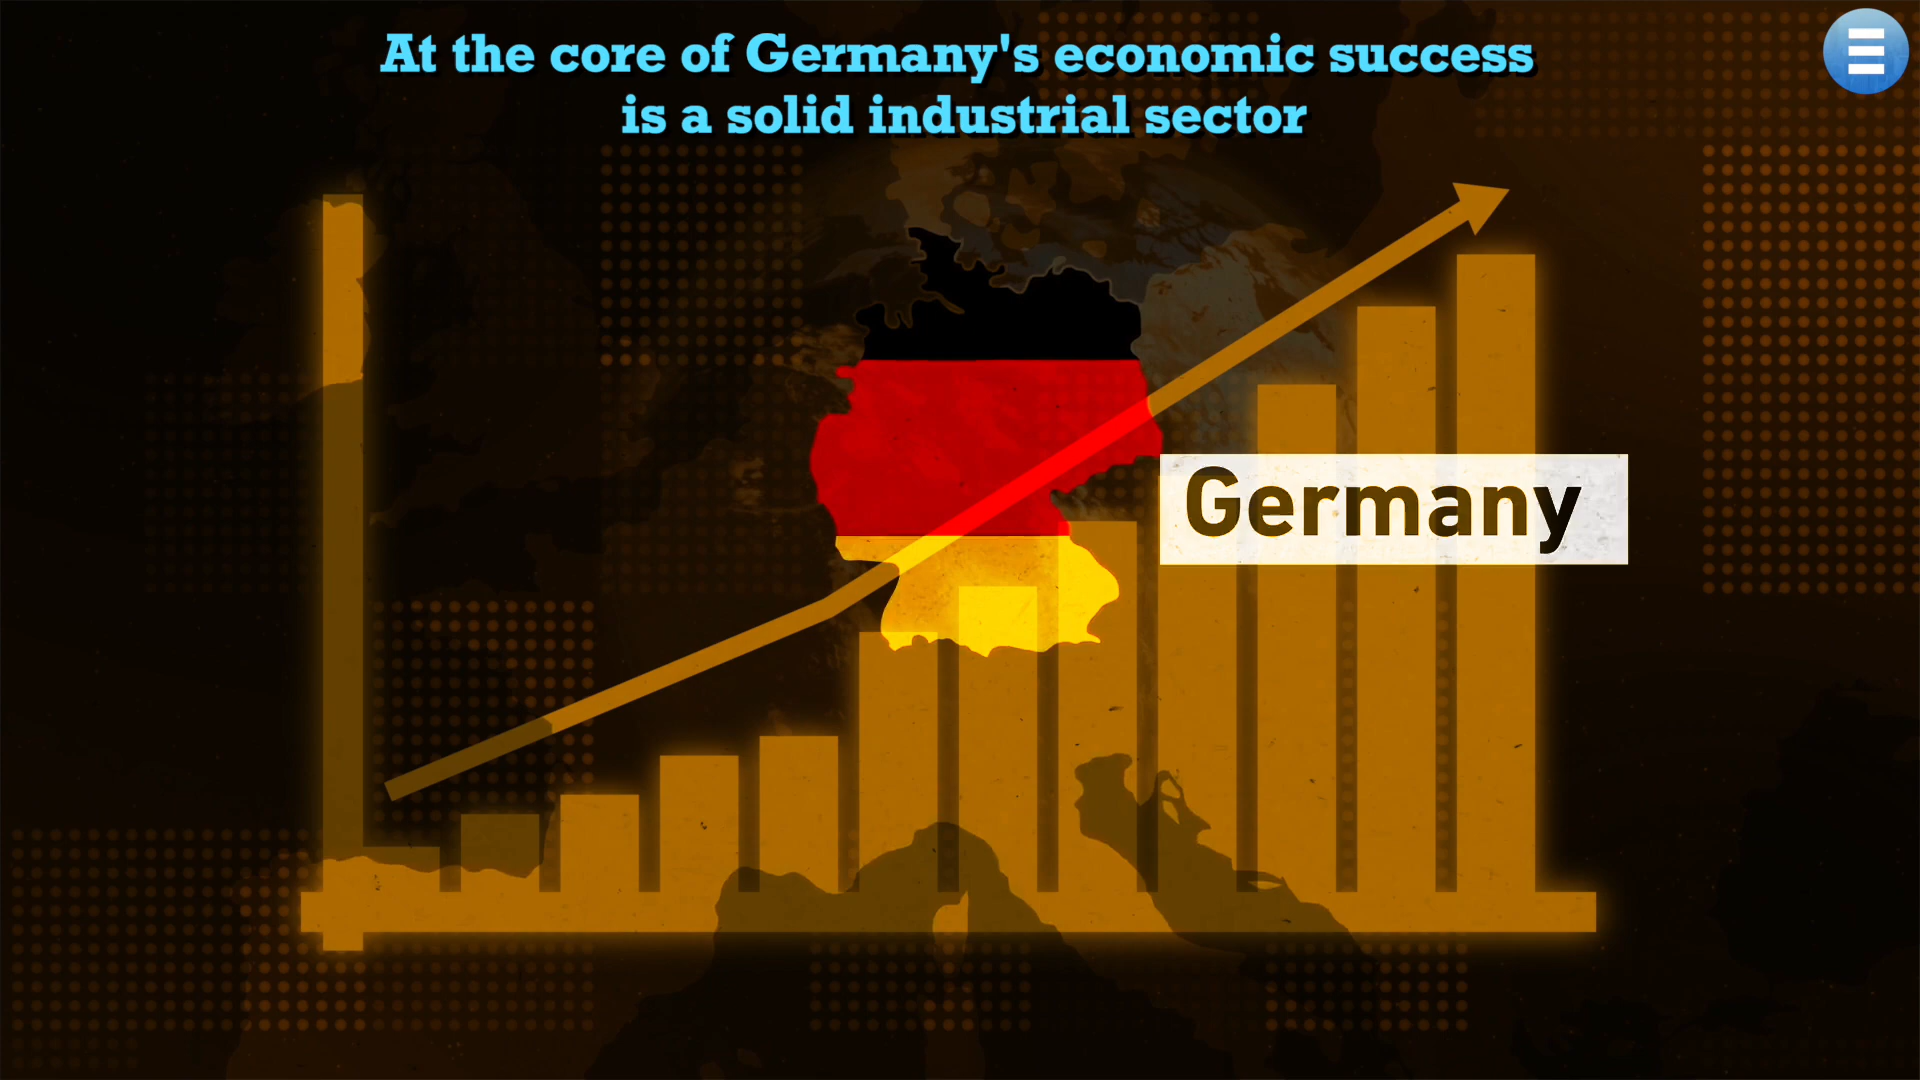 At the core of Germany's economic success
is a solid industrial sector
Germany